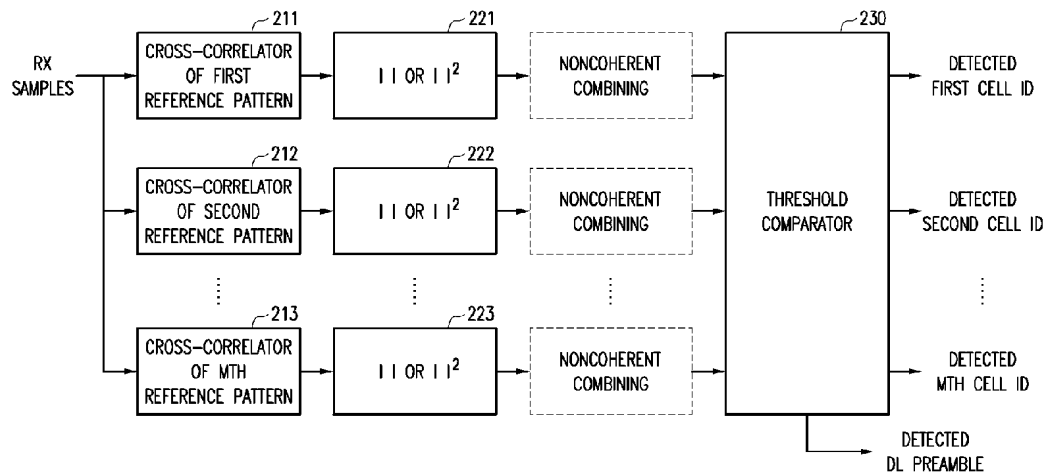 211
221
230
RX
SAMPLES
CROSS-CORRELATOR
OF FIRST
REFERENCE PATTERN
| | OR | |²
NONCOHERENT
COMBINING
DETECTED
FIRST CELL ID
212
222
CROSS-CORRELATOR
OF SECOND
REFERENCE PATTERN
| | OR | |²
NONCOHERENT
COMBINING
THRESHOLD
COMPARATOR
DETECTED
SECOND CELL ID
213
223
CROSS-CORRELATOR
OF MTH
REFERENCE PATTERN
| | OR | |²
NONCOHERENT
COMBINING
DETECTED
MTH CELL ID
DETECTED
DL PREAMBLE